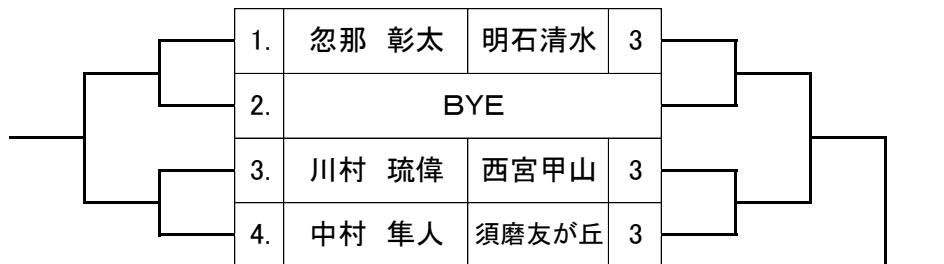 1. 忽那 彰太 明石清水 3
2. BYE
3. 川村 琉偉 西宮甲山 3
4. 中村 隼人 須磨友が丘 3